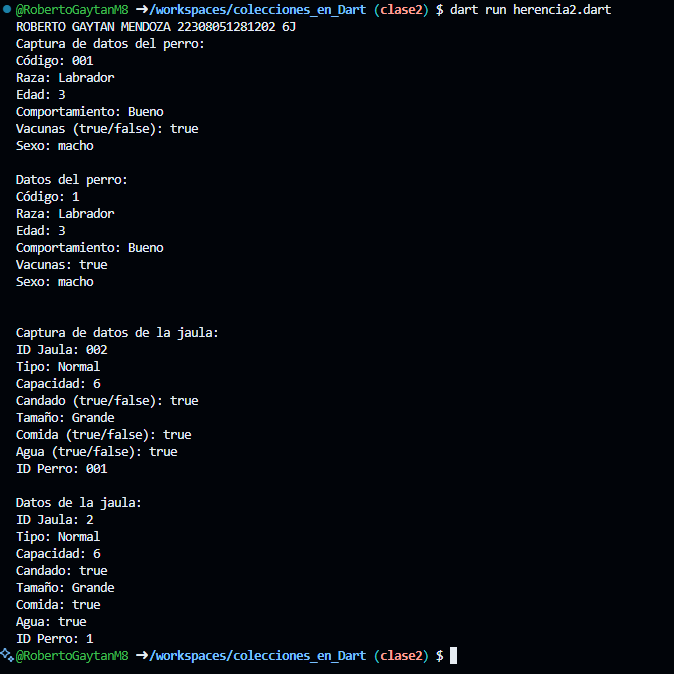 @RobertoGaytanM8 ➜/workspaces/colecciones_en_Dart (clase2) $ dart run herencia2.dart
ROBERTO GAYTAN MENDOZA 22308051281202 6J
Captura de datos del perro:
Código: 001
Raza: Labrador
Edad: 3
Comportamiento: Bueno
Vacunas (true/false): true
Sexo: macho
Datos del perro:
Código: 1
Raza: Labrador
Edad: 3
Comportamiento: Bueno
Vacunas: true
Sexo: macho
Captura de datos de la jaula:
ID Jaula: 002
Tipo: Normal
Capacidad: 6
Candado (true/false): true
Tamaño: Grande
Comida (true/false): true
Agua (true/false): true
ID Perro: 001
Datos de la jaula:
ID Jaula: 2
Tipo: Normal
Capacidad: 6
Candado: true
Tamaño: Grande
Comida: true
Agua: true
ID Perro: 1
@RobertoGaytanM8 ➜/workspaces/colecciones_en_Dart (clase2) $